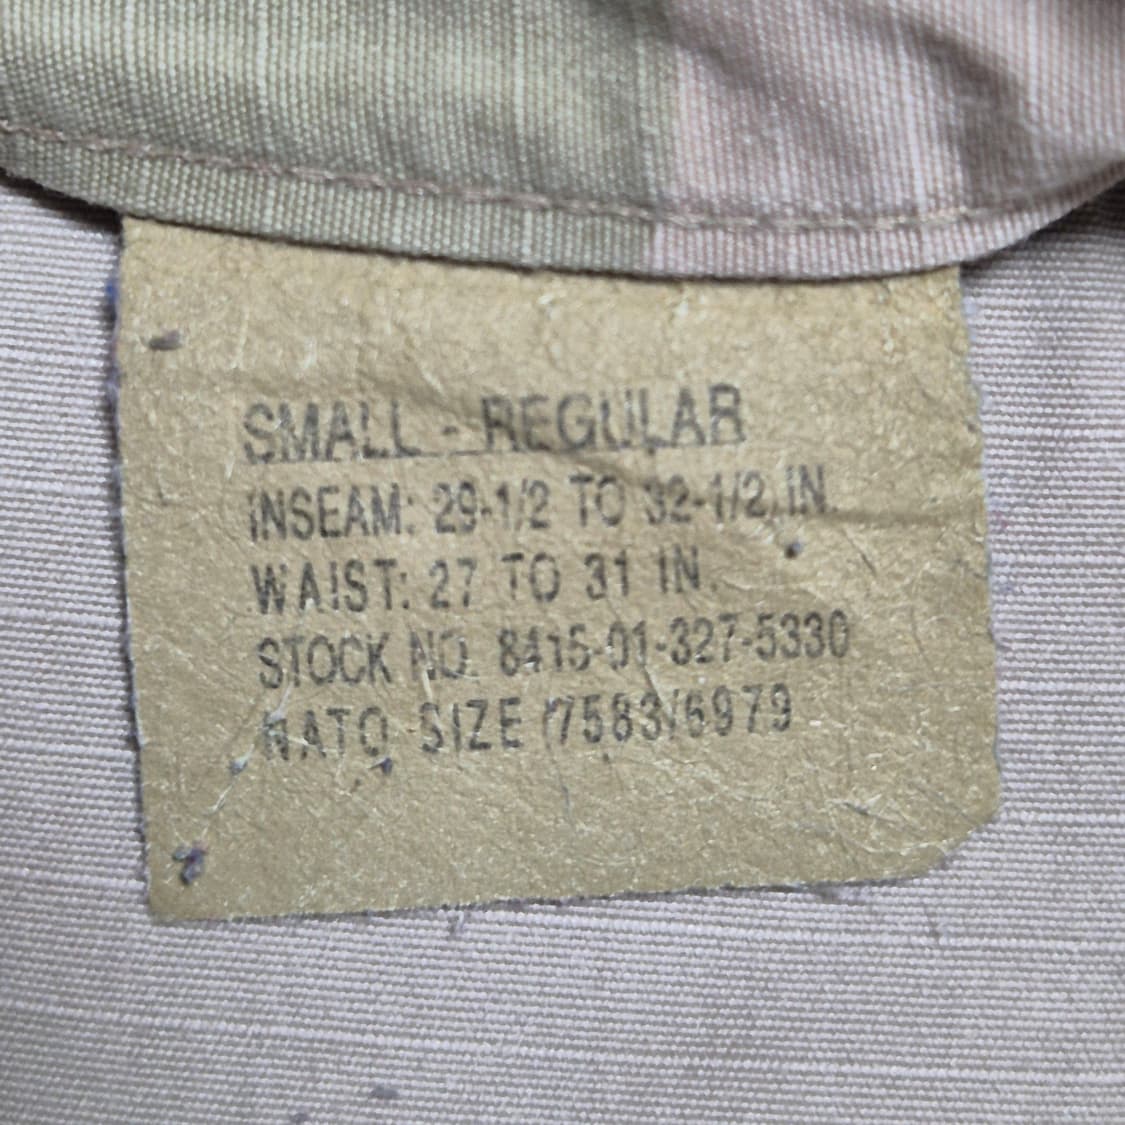 SMALL - REGULAR
INSEAM: 29-1/2 TO 32-1/2 IN.
WAIST: 27 TO 31 IN.
STOCK NO. 8415-01-327-5330
NATO SIZE (7583/6979